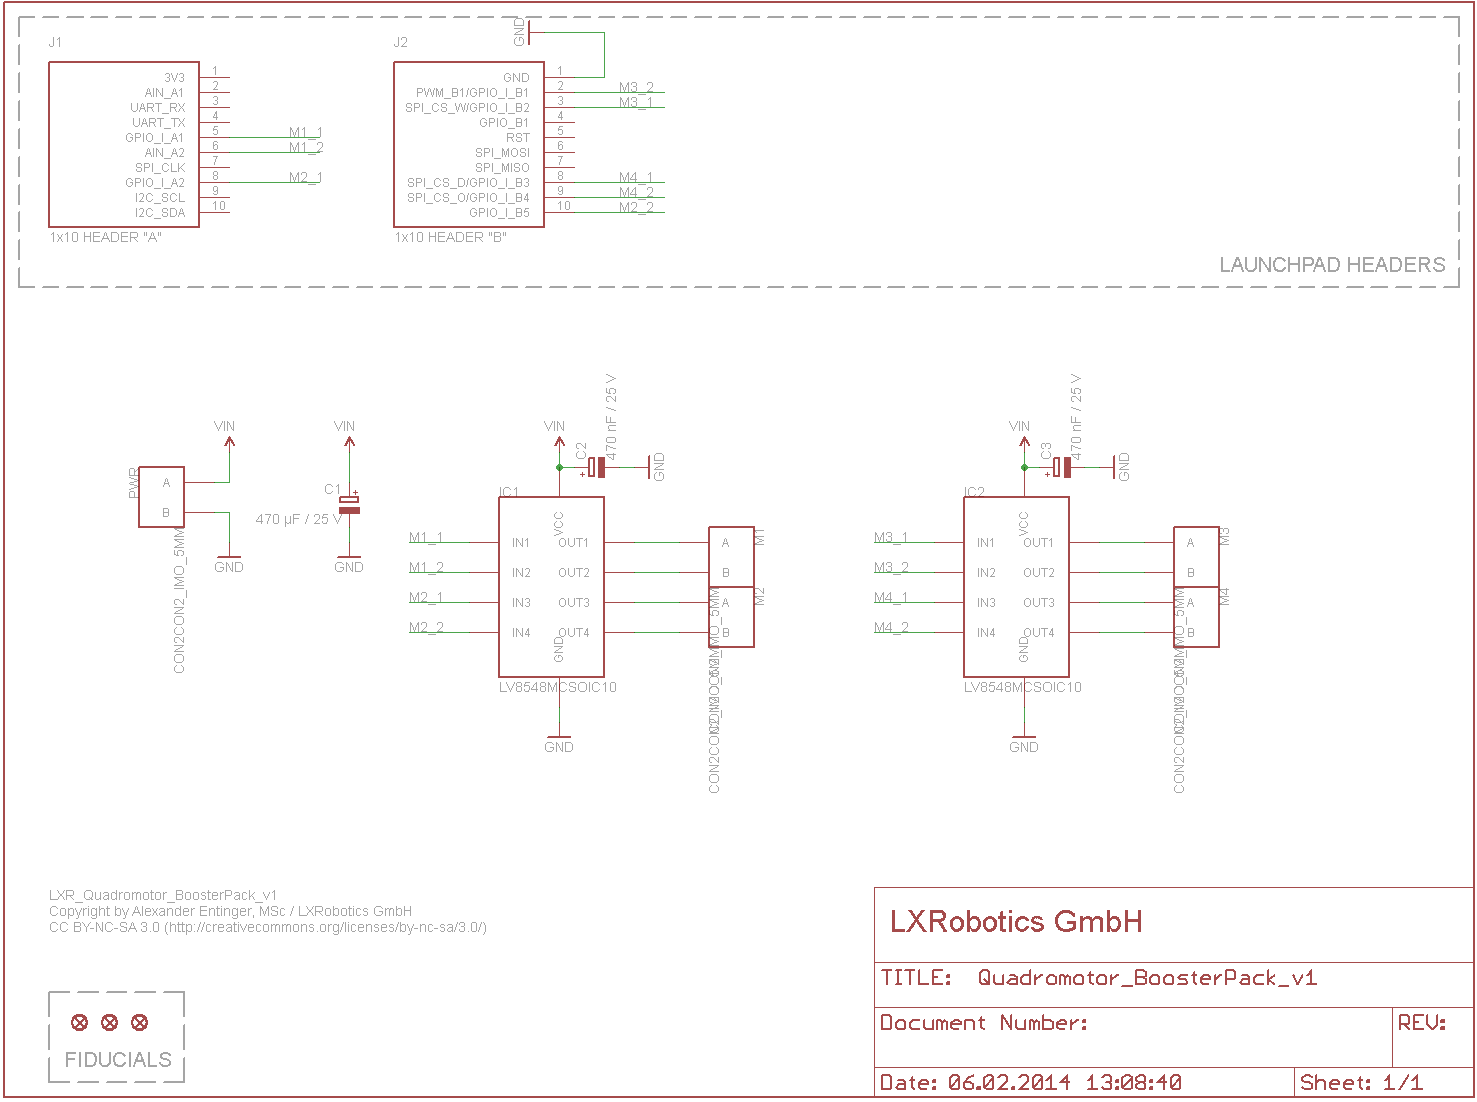 J1
3V3 1
AIN_A1 2
UART_RX 3
UART_TX 4
GPIO_I_A1 5 M1_1
AIN_A2 6 M1_2
SPI_CLK 7
GPIO_I_A2 8 M2_1
I2C_SCL 9
I2C_SDA 10
1x10 HEADER "A"
J2
GND
GND 1
PWM_B1/GPIO_I_B1 2 M3_2
SPI_CS_W/GPIO_I_B2 3 M3_1
GPIO_B1 4
RST 5
SPI_MOSI 6
SPI_MISO 7
SPI_CS_D/GPIO_I_B3 8 M4_1
SPI_CS_O/GPIO_I_B4 9 M4_2
GPIO_I_B5 10 M2_2
1x10 HEADER "B"
LAUNCHPAD HEADERS
PWR
VIN
A
B
GND
CON2CON2_IMO_5MM
VIN
C1
+
470 µF / 25 V
GND
VIN
C2
470 nF / 25 V
+
GND
IC1
VCC
M1_1 IN1 OUT1 A M1
M1_2 IN2 OUT2 B
M2_1 IN3 OUT3 A M2
M2_2 IN4 OUT4 B
GND
LV8548MCSOIC10
GND
VIN
C3
470 nF / 25 V
+
GND
IC2
VCC
M3_1 IN1 OUT1 A M3
M3_2 IN2 OUT2 B
M4_1 IN3 OUT3 A M4
M4_2 IN4 OUT4 B
GND
LV8548MCSOIC10
GND
LXR_Quadromotor_BoosterPack_v1
Copyright by Alexander Entinger, MSc / LXRobotics GmbH
CC BY-NC-SA 3.0 (http://creativecommons.org/licenses/by-nc-sa/3.0/)
FIDUCIALS
LXRobotics GmbH
TITLE: Quadromotor_BoosterPack_v1
Document Number:
REV:
Date: 06.02.2014 13:08:40
Sheet: 1/1